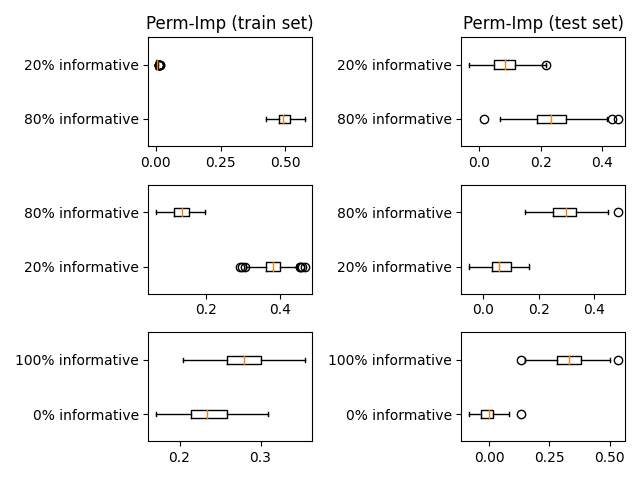 Perm-Imp (train set)
Perm-Imp (test set)
20% informative
80% informative
0.00 0.25 0.50
20% informative
80% informative
0.0 0.2 0.4
80% informative
20% informative
0.2 0.4
80% informative
20% informative
0.0 0.2 0.4
100% informative
0% informative
0.2 0.3
100% informative
0% informative
0.00 0.25 0.50